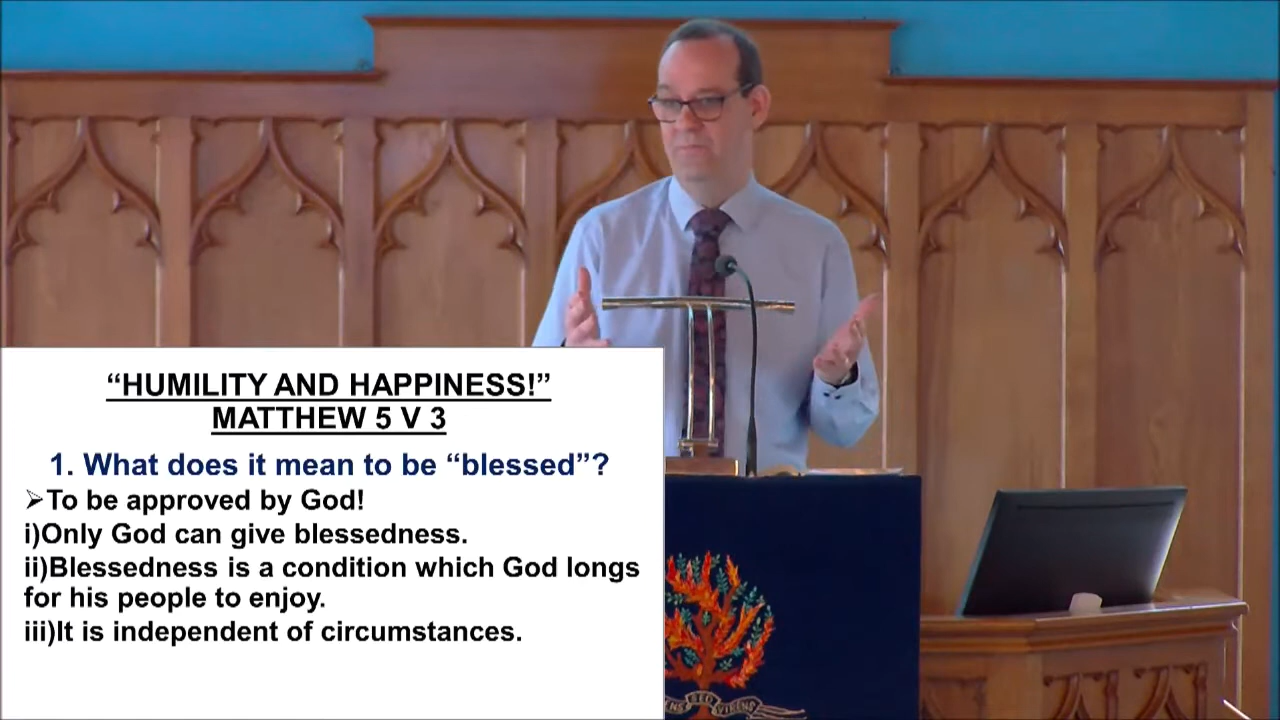 “HUMILITY AND HAPPINESS!”
MATTHEW 5 V 3
1. What does it mean to be “blessed”?
➢To be approved by God!
i)Only God can give blessedness.
ii)Blessedness is a condition which God longs
for his people to enjoy.
iii)It is independent of circumstances.
SED
VIRENS